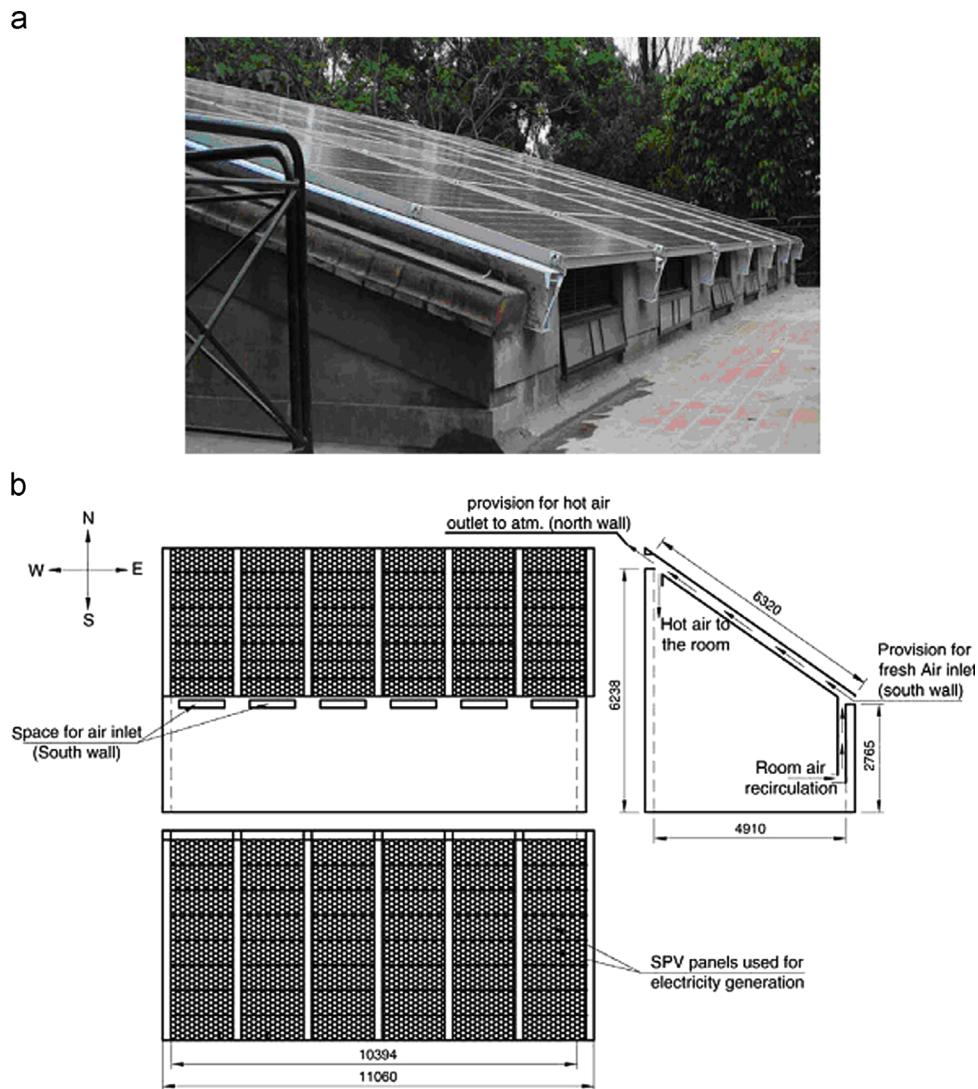 a
b
N
W
E
S
provision for hot air
outlet to atm. (north wall)
6320
Hot air to
the room
Provision for
fresh Air inlet
(south wall)
6238
2765
Space for air inlet
(South wall)
Room air
recirculation
4910
SPV panels used for
electricity generation
10394
11060